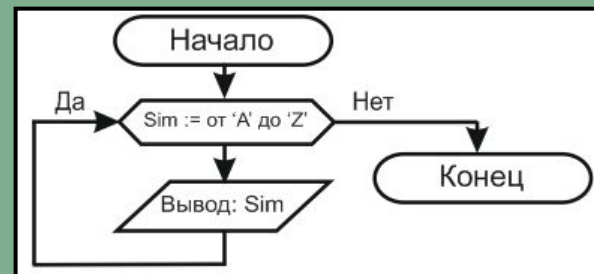 Начало
Да
Нет
Sim := от ‘A’ до ‘Z’
Вывод: Sim
Конец